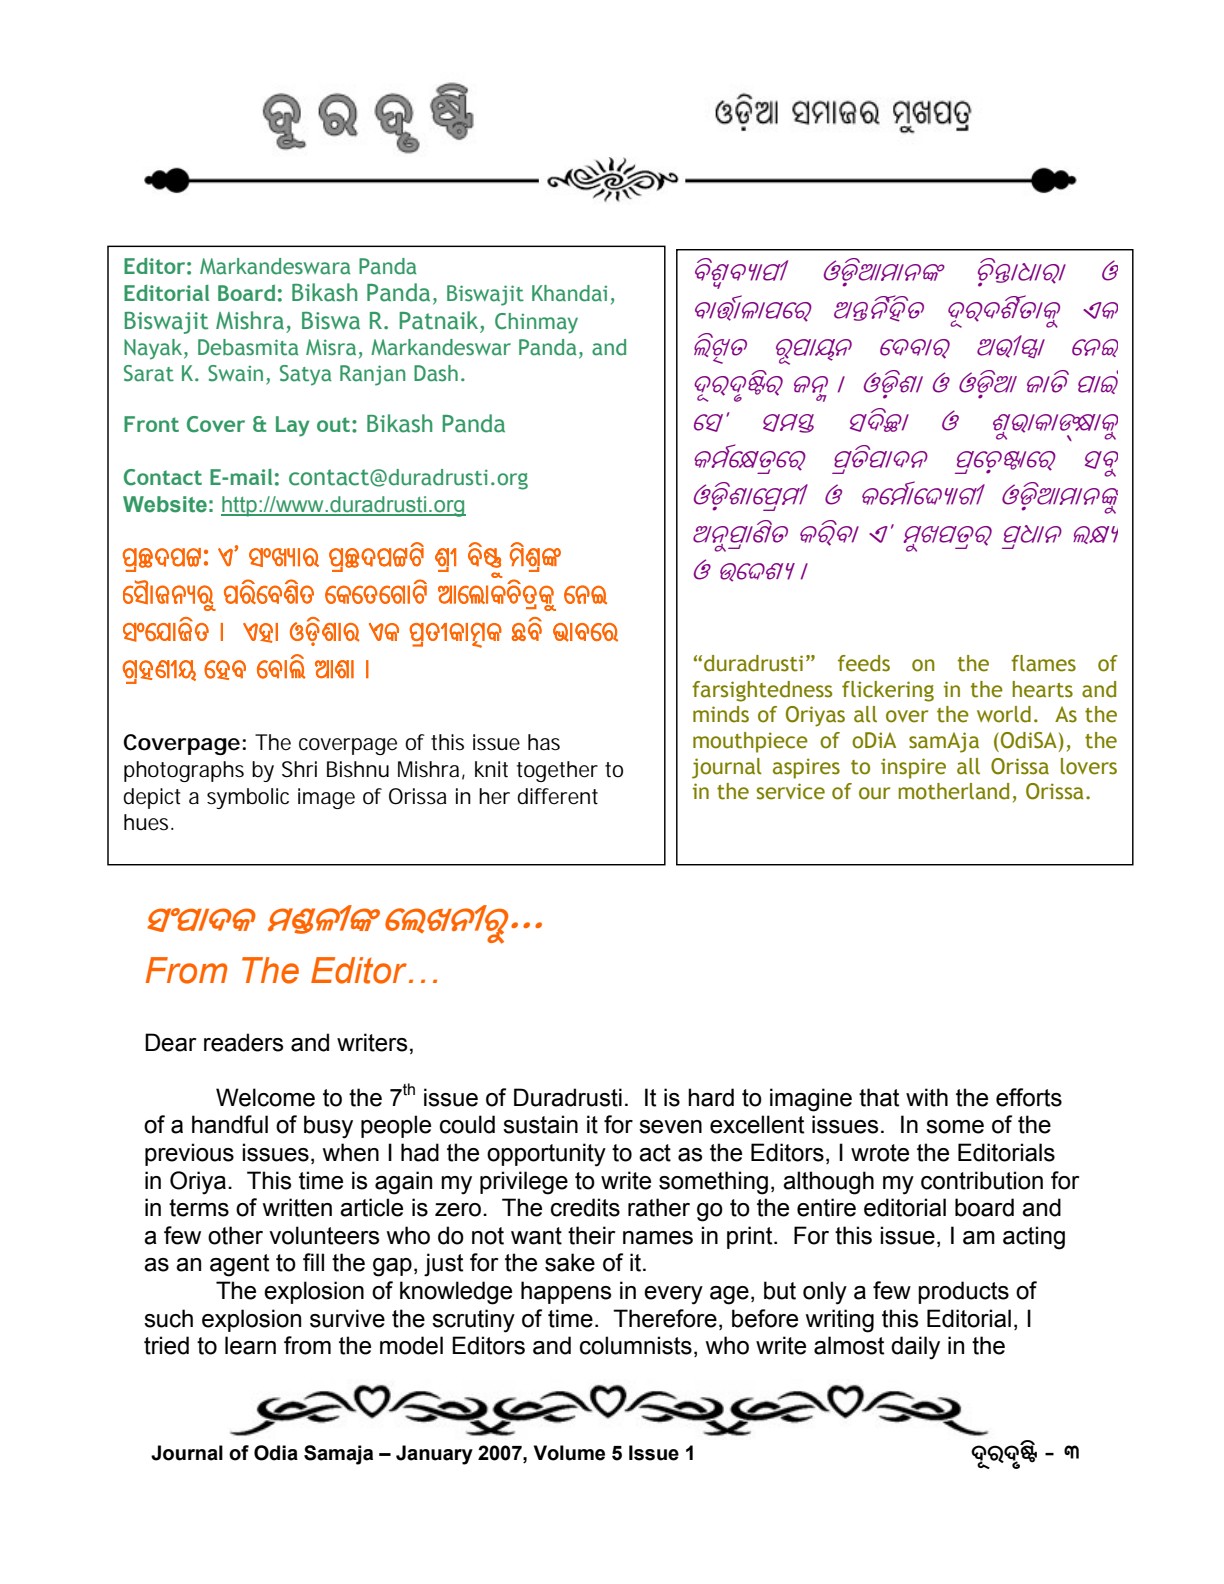 ଦୂରଦୃଷ୍ଟି
ଓଡ଼ିଆ ସମାଜର ମୁଖପତ୍ର
Editor: Markandeswara Panda
Editorial Board: Bikash Panda, Biswajit Khandai,
Biswajit Mishra, Biswa R. Patnaik, Chinmay
Nayak, Debasmita Misra, Markandeswar Panda, and
Sarat K. Swain, Satya Ranjan Dash.
Front Cover & Lay out: Bikash Panda
Contact E-mail: contact@duradrusti.org
Website: http://www.duradrusti.org
ପ୍ରଚ୍ଛଦପଟ୍ଟ: ଏ’ ସଂଖ୍ୟାର ପ୍ରଚ୍ଛଦପଟ୍ଟଟି ଶ୍ରୀ ବିଷ୍ଣୁ ମିଶ୍ରଙ୍କ
ସୌଜନ୍ୟରୁ ପରିବେଶିତ କେତେଗୋଟି ଆଲୋକଚିତ୍ରକୁ ନେଇ
ସଂଯୋଜିତ । ଏହା ଓଡ଼ିଶାର ଏକ ପ୍ରତୀକାତ୍ମକ ଛବି ଭାବରେ
ଗ୍ରହଣୀୟ ହେବ ବୋଲି ଆଶା ।
Coverpage: The coverpage of this issue has
photographs by Shri Bishnu Mishra, knit together to
depict a symbolic image of Orissa in her different
hues.
ବିଶ୍ୱବ୍ୟାପୀ ଓଡ଼ିଆମାନଙ୍କ ଚିନ୍ତାଧାରା ଓ
ବାର୍ତ୍ତାଳାପରେ ଅନ୍ତର୍ନିହିତ ଦୂରଦର୍ଶିତାକୁ ଏକ
ଲିଖିତ ରୂପାୟନ ଦେବାର ଅଭୀପ୍ସା ନେଇ
ଦୂରଦୃଷ୍ଟିର ଜନ୍ମ । ଓଡ଼ିଶା ଓ ଓଡ଼ିଆ ଜାତି ପାଇଁ
ସେ' ସମସ୍ତ ସଦିଚ୍ଛା ଓ ଶୁଭାକାଙ୍କ୍ଷାକୁ
କର୍ମକ୍ଷେତ୍ରରେ ପ୍ରତିପାଦନ ପ୍ରଚେଷ୍ଟାରେ ସବୁ
ଓଡ଼ିଶାପ୍ରେମୀ ଓ କର୍ମୋଦ୍ୟୋଗୀ ଓଡ଼ିଆମାନଙ୍କୁ
ଅନୁପ୍ରାଣିତ କରିବା ଏ' ମୁଖପତ୍ରର ପ୍ରଧାନ ଲକ୍ଷ୍ୟ
ଓ ଉଦ୍ଦେଶ୍ୟ ।
“duradrusti” feeds on the flames of
farsightedness flickering in the hearts and
minds of Oriyas all over the world. As the
mouthpiece of oDiA samAja (OdiSA), the
journal aspires to inspire all Orissa lovers
in the service of our motherland, Orissa.
ସଂପାଦକ ମଣ୍ଡଳୀଙ୍କ ଲେଖନୀରୁ...
From The Editor…
Dear readers and writers,
Welcome to the 7th issue of Duradrusti. It is hard to imagine that with the efforts
of a handful of busy people could sustain it for seven excellent issues. In some of the
previous issues, when I had the opportunity to act as the Editors, I wrote the Editorials
in Oriya. This time is again my privilege to write something, although my contribution for
in terms of written article is zero. The credits rather go to the entire editorial board and
a few other volunteers who do not want their names in print. For this issue, I am acting
as an agent to fill the gap, just for the sake of it.
The explosion of knowledge happens in every age, but only a few products of
such explosion survive the scrutiny of time. Therefore, before writing this Editorial, I
tried to learn from the model Editors and columnists, who write almost daily in the
Journal of Odia Samaja – January 2007, Volume 5 Issue 1
ଦୂରଦୃଷ୍ଟି - ୩